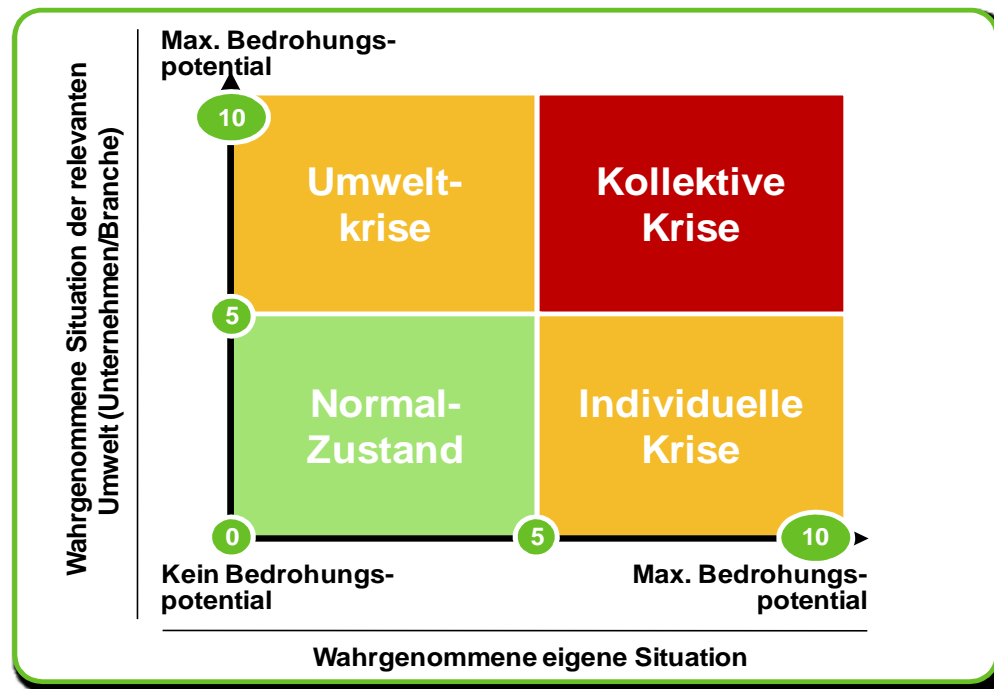 Wahrgenommene Situation der relevanten
Umwelt (Unternehmen/Branche)
Max. Bedrohungs-
potential
10
Umwelt-
krise
Kollektive
Krise
5
Normal-
Zustand
Individuelle
Krise
0
5
10
Kein Bedrohungs-
potential
Max. Bedrohungs-
potential
Wahrgenommene eigene Situation